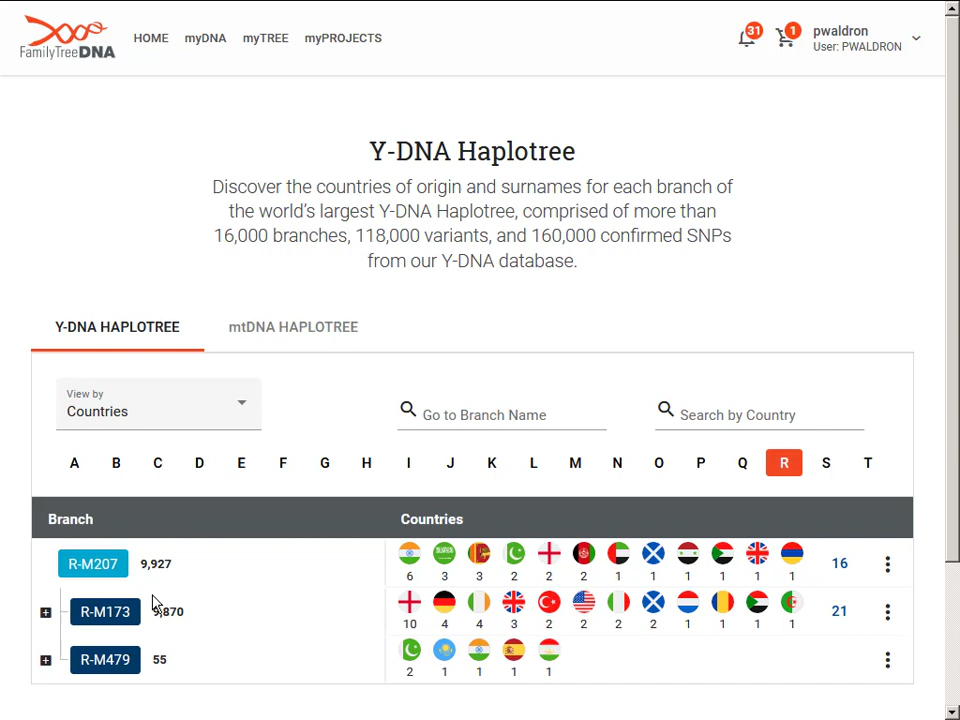 FamilyTreeDNA HOME myDNA myTREE myPROJECTS 31 1 pwaldron
User: PWALDRON
Y-DNA Haplotree
Discover the countries of origin and surnames for each branch of
the world's largest Y-DNA Haplotree, comprised of more than
16,000 branches, 118,000 variants, and 160,000 confirmed SNPs
from our Y-DNA database.
Y-DNA HAPLOTREE mtDNA HAPLOTREE
View by
Countries Go to Branch Name Search by Country
A B C D E F G H I J K L M N O P Q R S T
Branch Countries
R-M207 9,927 16
6 3 3 2 2 2 1 1 1 1 1 1
R-M173 9,870 21
10 4 4 3 2 2 2 2 1 1 1 1
R-M479 55
2 1 1 1 1